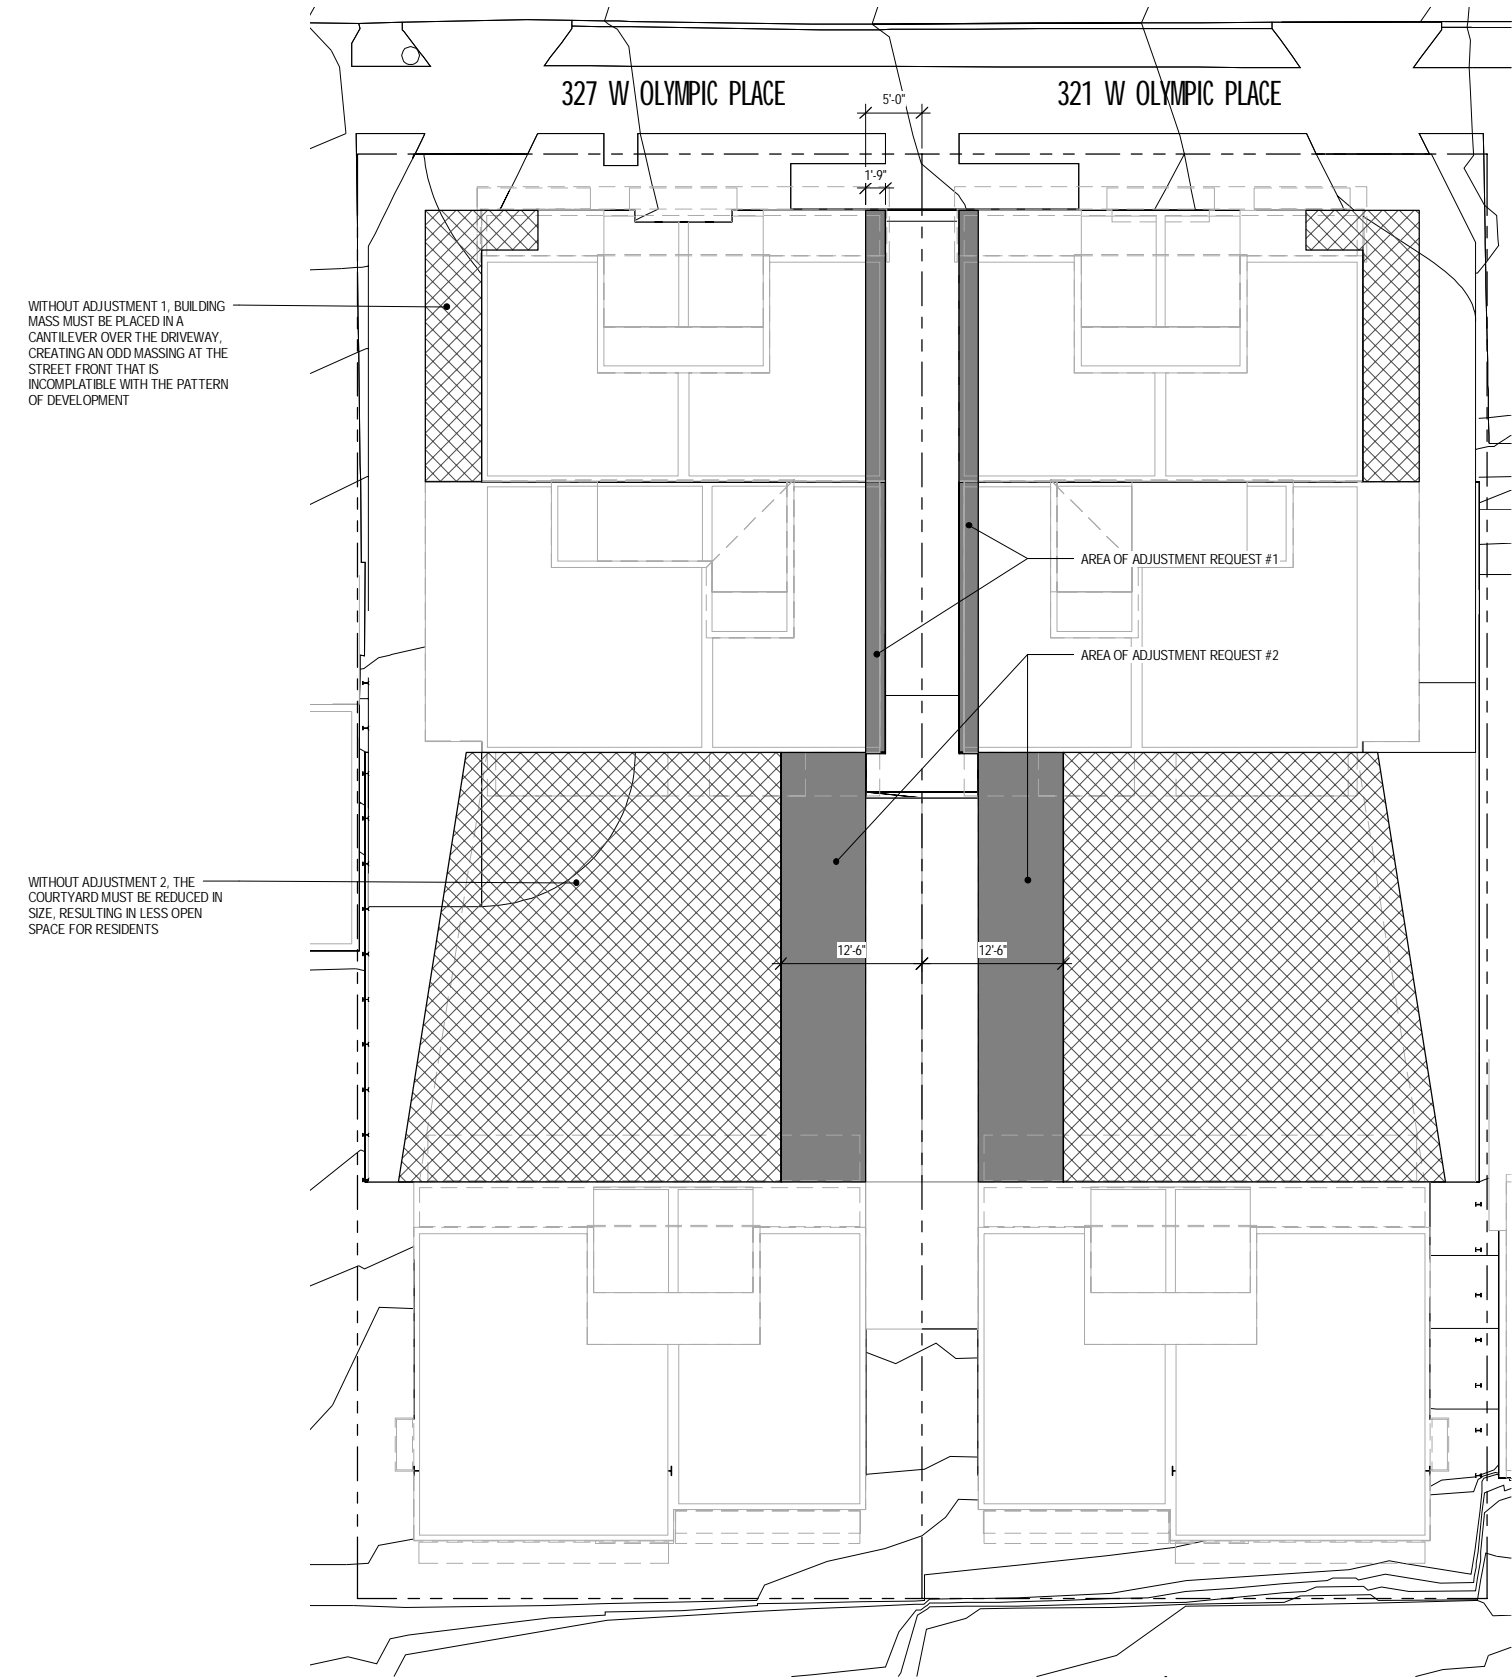 327 W OLYMPIC PLACE
321 W OLYMPIC PLACE
5'-0"
1'-9"
WITHOUT ADJUSTMENT 1, BUILDING
MASS MUST BE PLACED IN A
CANTILEVER OVER THE DRIVEWAY,
CREATING AN ODD MASSING AT THE
STREET FRONT THAT IS
INCOMPLATIBLE WITH THE PATTERN
OF DEVELOPMENT
AREA OF ADJUSTMENT REQUEST #1
AREA OF ADJUSTMENT REQUEST #2
WITHOUT ADJUSTMENT 2, THE
COURTYARD MUST BE REDUCED IN
SIZE, RESULTING IN LESS OPEN
SPACE FOR RESIDENTS
12'-6"
12'-6"